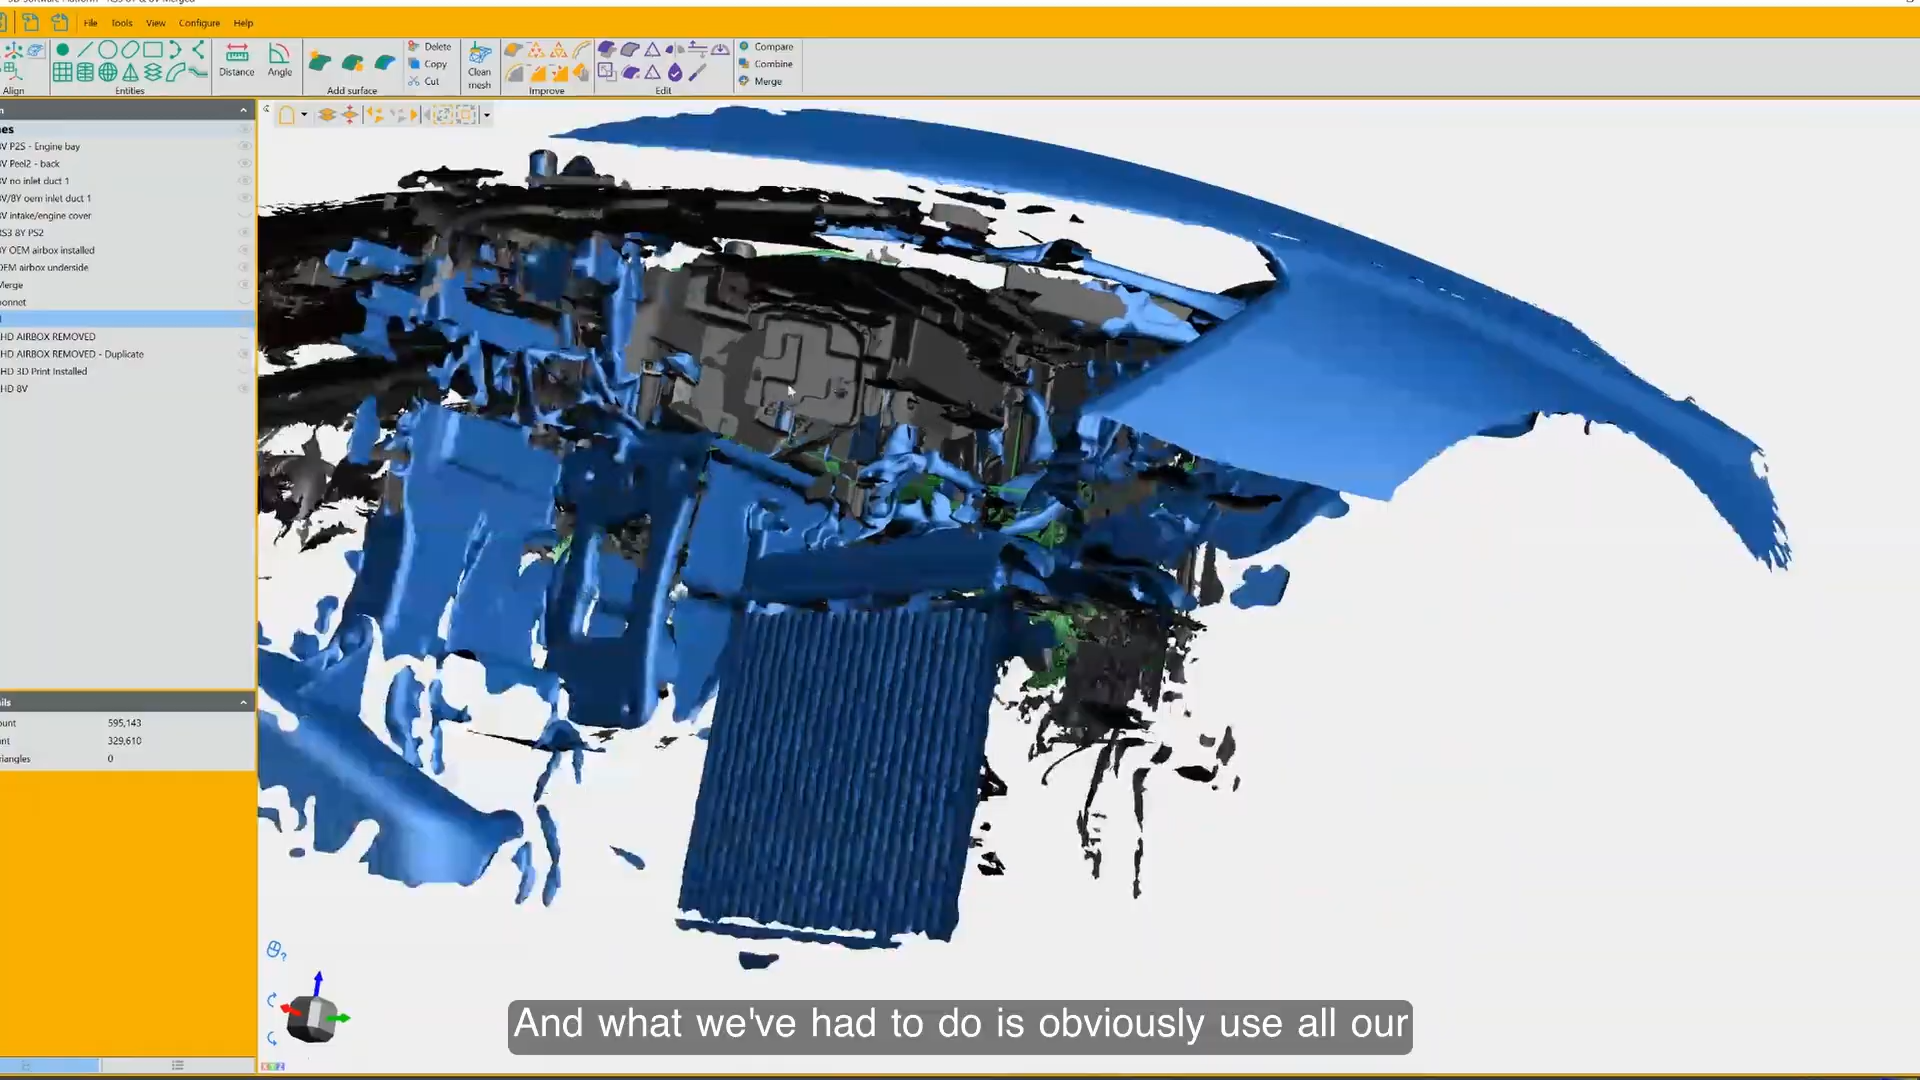 File Tools View Configure Help
Delete
Copy
Cut
Distance
Angle
Clean
mesh
Compare
Combine
Merge
Align
Entities
Add surface
Improve
Edit
V P2S - Engine bay
V Peel2 - back
V no inlet duct 1
V/8Y oem inlet duct 1
V intake/engine cover
RS3 8Y PS2
Y OEM airbox installed
OEM airbox underside
Merge
onnet
HD AIRBOX REMOVED
HD AIRBOX REMOVED - Duplicate
HD 3D Print Installed
HD 8V
ount 595,143
nt 329,610
riangles 0
And what we've had to do is obviously use all our